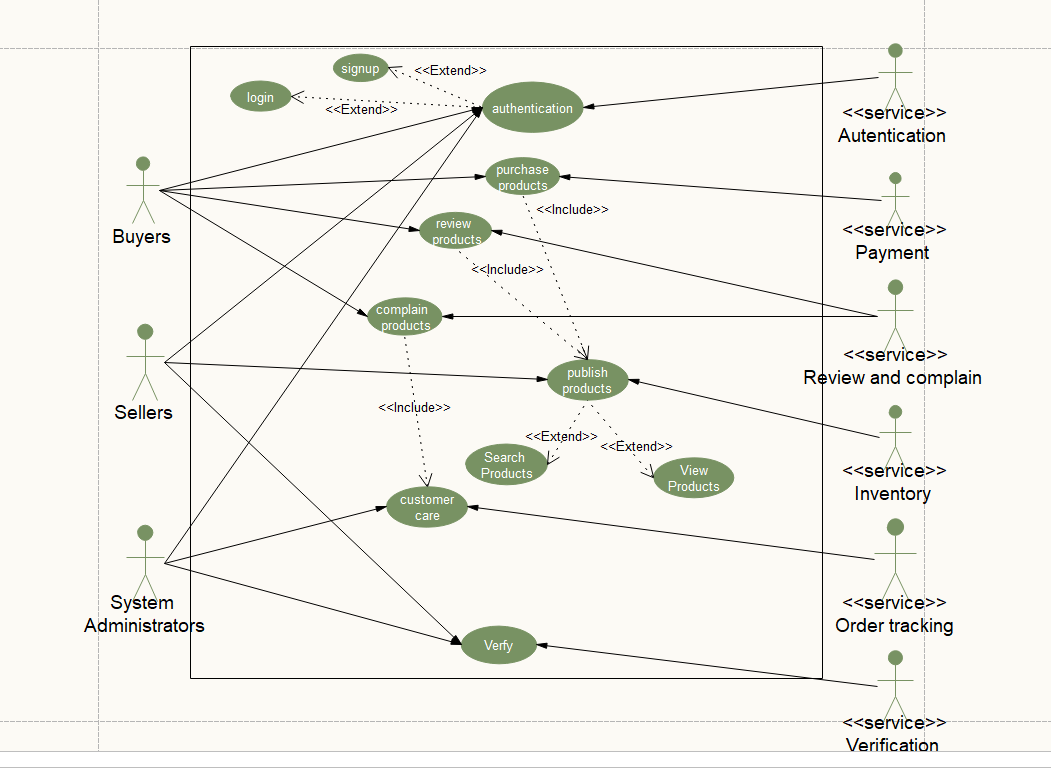 signup
<<Extend>>
login
<<Extend>>
authentication
<<service>>
Autentication
purchase
products
<<Include>>
Buyers
review
products
<<service>>
Payment
<<Include>>
complain
products
<<service>>
Review and complain
publish
products
Sellers
<<Include>>
<<Extend>>
<<Extend>>
Search
Products
View
Products
<<service>>
Inventory
customer
care
System
Administrators
<<service>>
Order tracking
Verfy
<<service>>
Verification